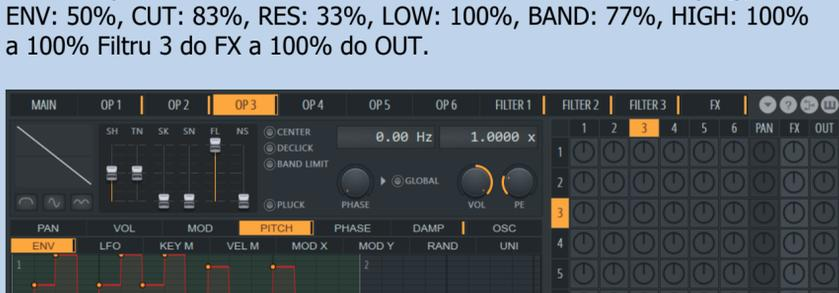 ENV: 50%, CUT: 83%, RES: 33%, LOW: 100%, BAND: 77%, HIGH: 100%
a 100% Filtru 3 do FX a 100% do OUT.
MAIN OP 1 OP 2 OP 3 OP 4 OP 5 OP 6 FILTER 1 FILTER 2 FILTER 3 FX
SH TN SK SN FL NS
CENTER 0.00 Hz 1.0000 x
DECLICK
BAND LIMIT
GLOBAL
PLUCK PHASE VOL PE
PAN VOL MOD PITCH PHASE DAMP OSC
ENV LFO KEY M VEL M MOD X MOD Y RAND UNI
1 2
1 2 3 4 5 6 PAN FX OUT
1
2
3
4
5